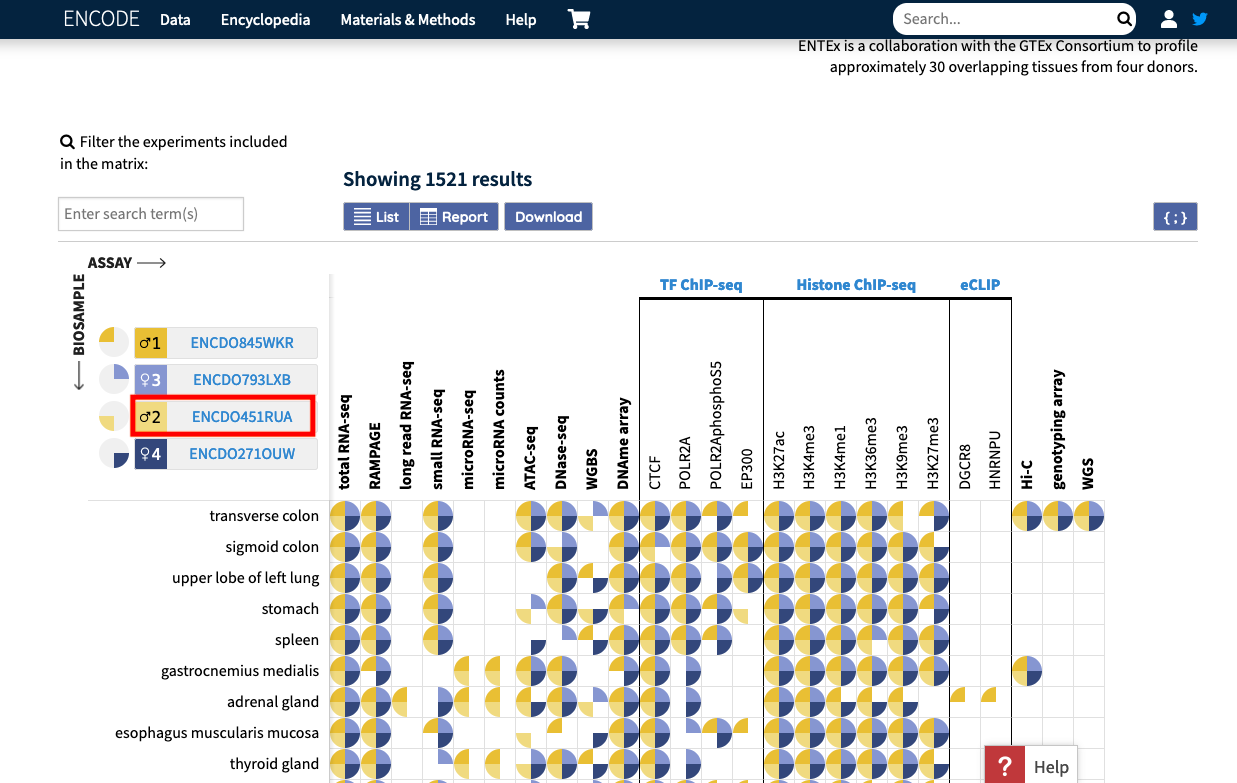 ENCODE Data Encyclopedia Materials & Methods Help Search...
ENTEx is a collaboration with the GTEx Consortium to profile
approximately 30 overlapping tissues from four donors.
Filter the experiments included
in the matrix:
Showing 1521 results
Enter search term(s)
List Report Download {;}
ASSAY
BIOSAMPLE
TF ChIP-seq Histone ChIP-seq eCLIP
♂1 ENCDO845WKR
♀3 ENCDO793LXB
♂2 ENCDO451RUA
♀4 ENCDO271OUW
total RNA-seq
RAMPAGE
long read RNA-seq
small RNA-seq
microRNA-seq
microRNA counts
ATAC-seq
DNase-seq
WGBS
DNAme array
CTCF
POLR2A
POLR2AphosphoS5
EP300
H3K27ac
H3K4me3
H3K4me1
H3K36me3
H3K9me3
H3K27me3
DGCR8
HNRNPU
Hi-C
genotyping array
WGS
transverse colon
sigmoid colon
upper lobe of left lung
stomach
spleen
gastrocnemius medialis
adrenal gland
esophagus muscularis mucosa
thyroid gland
? Help